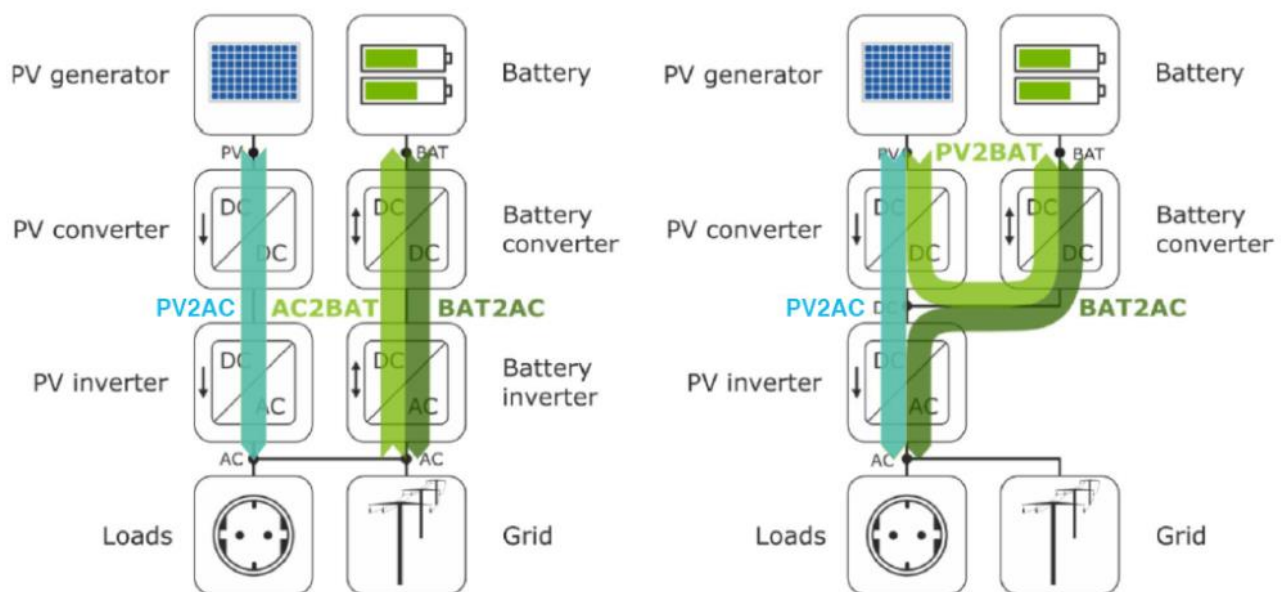 PV generator
Battery
PV
BAT
DC
DC
PV converter
DC
DC
Battery
converter
PV2AC
AC2BAT
BAT2AC
DC
AC
PV inverter
DC
AC
Battery
inverter
AC
AC
Loads
Grid
PV generator
Battery
PV
PV2BAT
BAT
DC
DC
PV converter
DC
DC
Battery
converter
PV2AC
DC
BAT2AC
DC
AC
PV inverter
AC
Loads
Grid